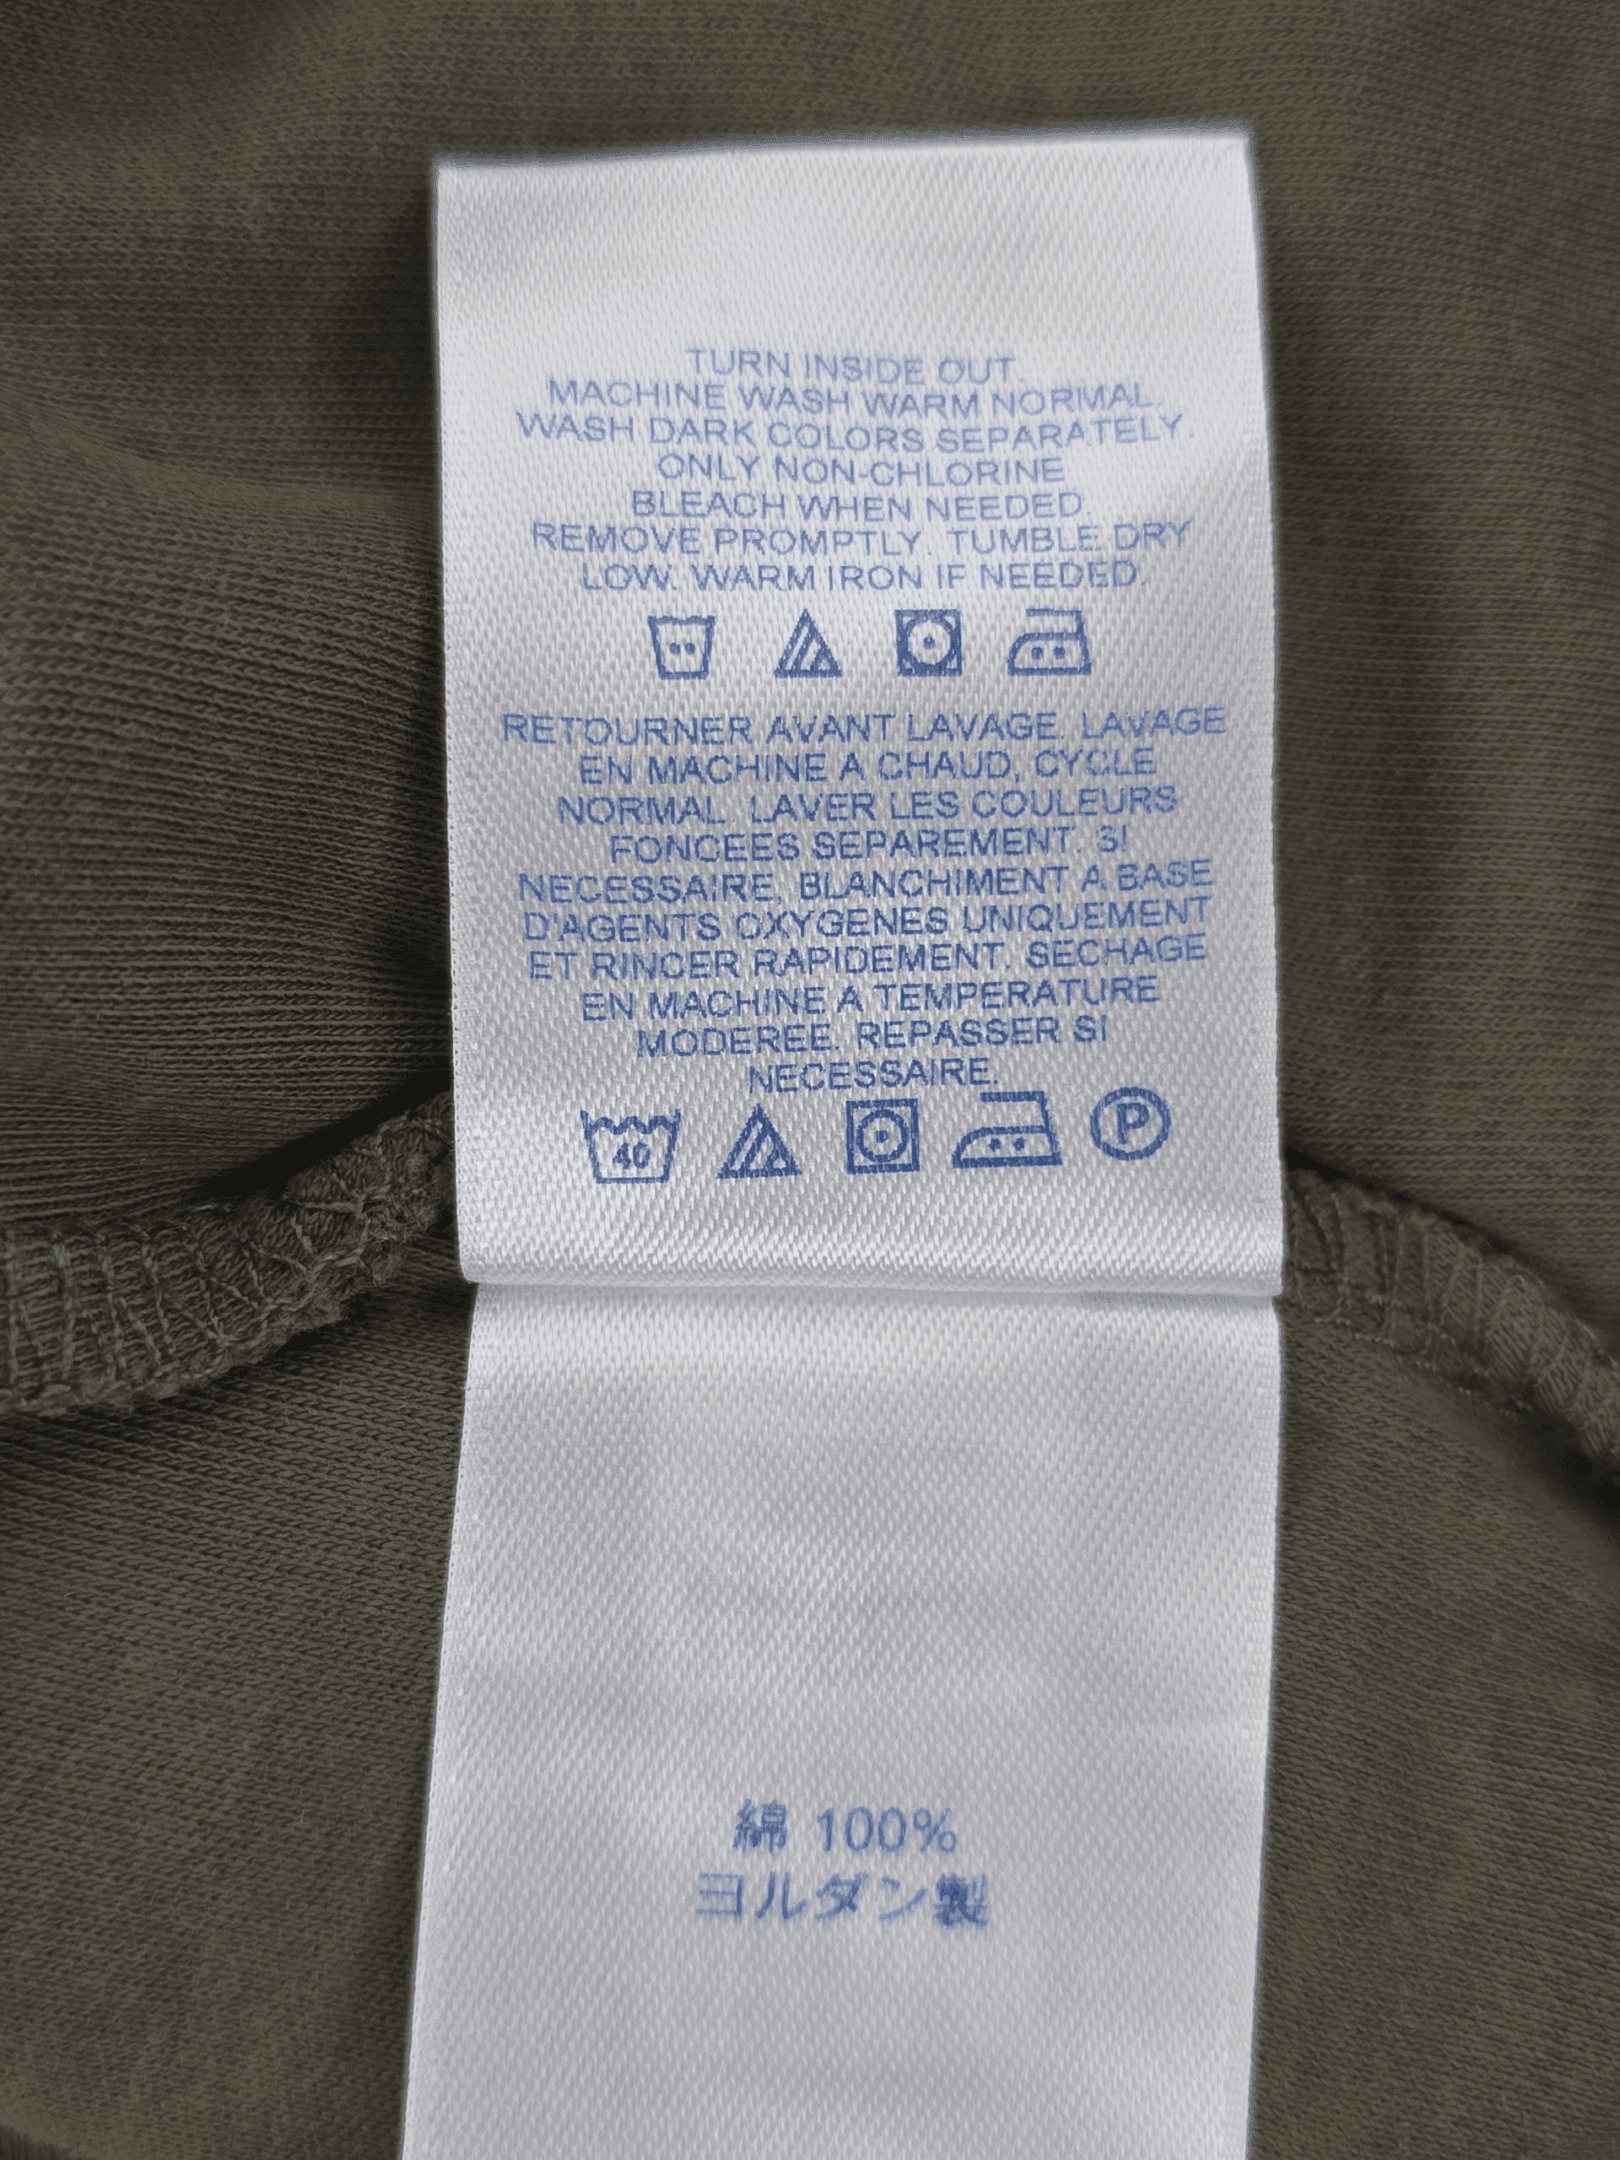 TURN INSIDE OUT.
MACHINE WASH WARM NORMAL.
WASH DARK COLORS SEPARATELY.
ONLY NON-CHLORINE
BLEACH WHEN NEEDED.
REMOVE PROMPTLY. TUMBLE DRY
LOW. WARM IRON IF NEEDED.
RETOURNER AVANT LAVAGE. LAVAGE
EN MACHINE A CHAUD, CYCLE
NORMAL. LAVER LES COULEURS
FONCEES SEPAREMENT. SI
NECESSAIRE, BLANCHIMENT A BASE
D'AGENTS OXYGENES UNIQUEMENT
ET RINCER RAPIDEMENT. SECHAGE
EN MACHINE A TEMPERATURE
MODEREE. REPASSER SI
NECESSAIRE.
40 P
綿 100%
ヨルダン製